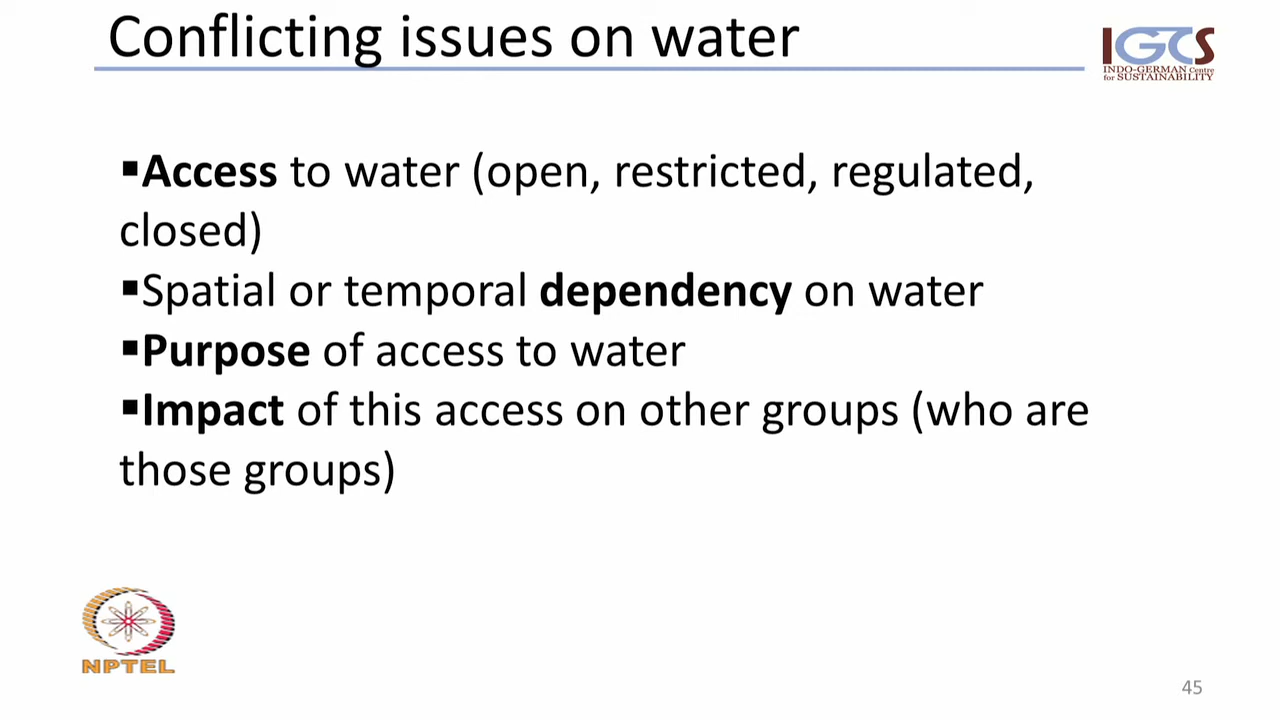 Conflicting issues on water
IGCS
INDO-GERMAN Centre
for SUSTAINABILITY
▪Access to water (open, restricted, regulated,
closed)
▪Spatial or temporal dependency on water
▪Purpose of access to water
▪Impact of this access on other groups (who are
those groups)
NPTEL
45